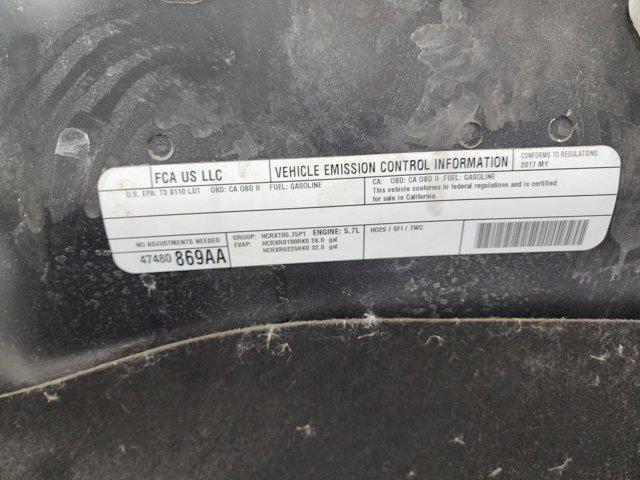 FCA US LLC
VEHICLE EMISSION CONTROL INFORMATION
CONFORMS TO REGULATIONS:
2017 MY
U.S. EPA: T3 B110 LDT OBD: CA OBD II FUEL: GASOLINE
CA: OBD: CA OBD II FUEL: GASOLINE
This vehicle conforms to federal regulations and is certified
for sale in California.
NO ADJUSTMENTS NEEDED
47480 869AA
GROUP: HCRXT05.75P1 ENGINE: 5.7L
EVAP: HCRXR0190RK0 26.0 gal
HCRXR0225RK0 32.0 gal
HO2S / SFI / TWC